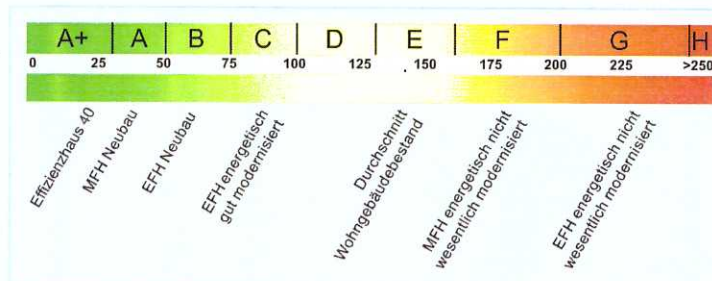 A+ A B C D E F G H
0 25 50 75 100 125 150 175 200 225 >250
Effizienzhaus 40
MFH Neubau
EFH Neubau
EFH energetisch
gut modernisiert
Durchschnitt
Wohngebäudebestand
MFH energetisch nicht
wesentlich modernisiert
EFH energetisch nicht
wesentlich modernisiert